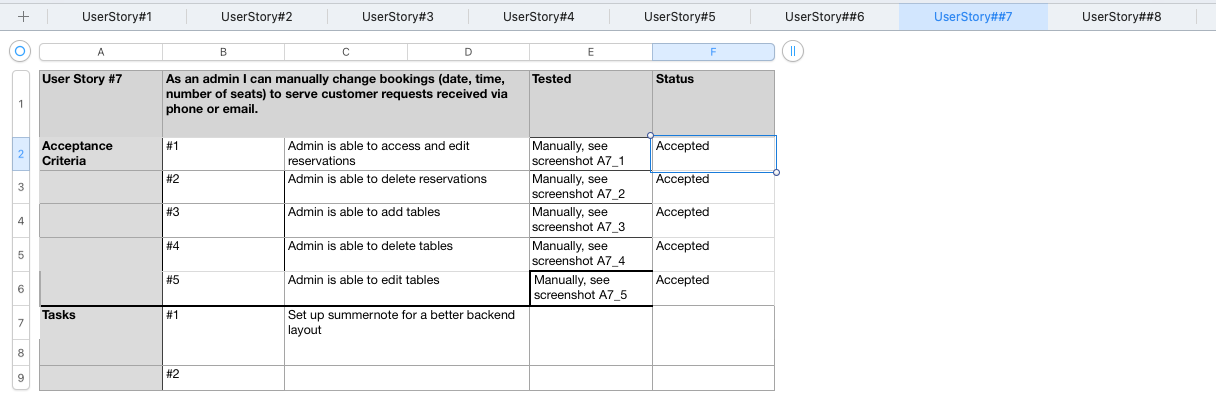 UserStory#1 UserStory#2 UserStory#3 UserStory#4 UserStory#5 UserStory##6 UserStory##7 UserStory##8
A B C D E F
1 User Story #7 As an admin I can manually change bookings (date, time, Tested Status
number of seats) to serve customer requests received via
phone or email.
2 Acceptance #1 Admin is able to access and edit Manually, see Accepted
Criteria reservations screenshot A7_1
3 #2 Admin is able to delete reservations Manually, see Accepted
screenshot A7_2
4 #3 Admin is able to add tables Manually, see Accepted
screenshot A7_3
5 #4 Admin is able to delete tables Manually, see Accepted
screenshot A7_4
6 #5 Admin is able to edit tables Manually, see Accepted
screenshot A7_5
7 Tasks #1 Set up summernote for a better backend
layout
8
9 #2